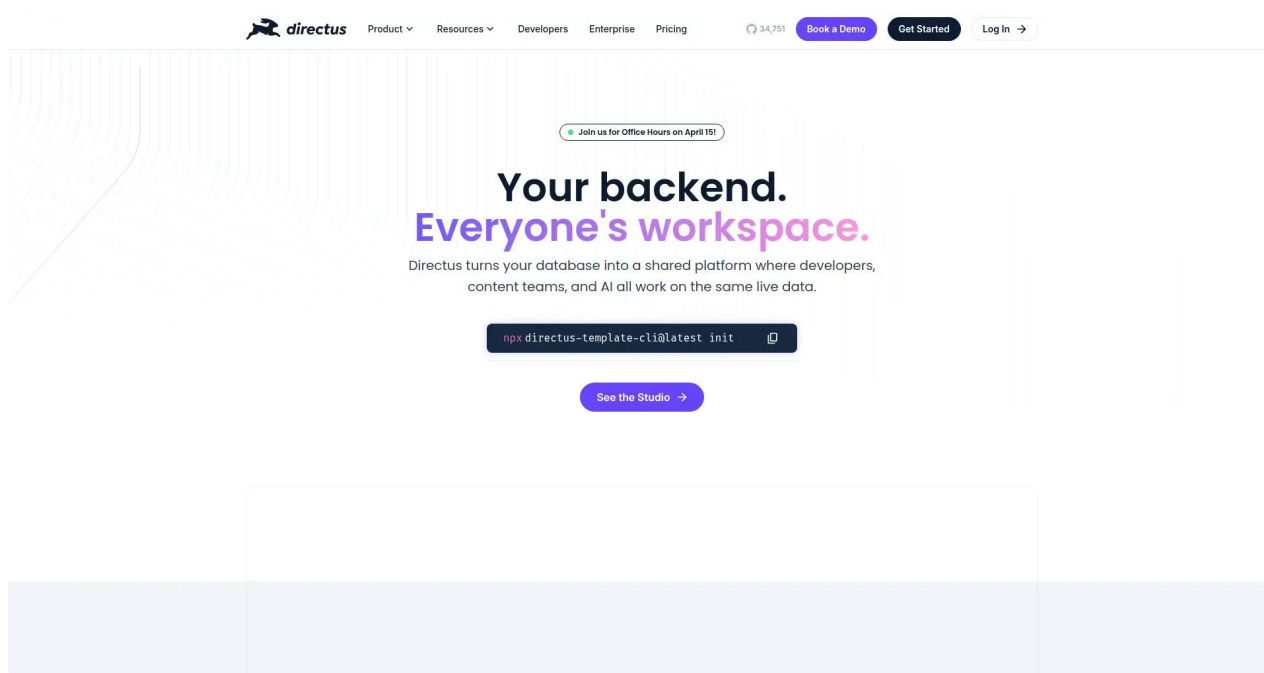 directus Product Resources Developers Enterprise Pricing 34,751 Book a Demo Get Started Log In
Join us for Office Hours on April 15!
Your backend.
Everyone's workspace.
Directus turns your database into a shared platform where developers,
content teams, and AI all work on the same live data.
npx directus-template-cli@latest init
See the Studio